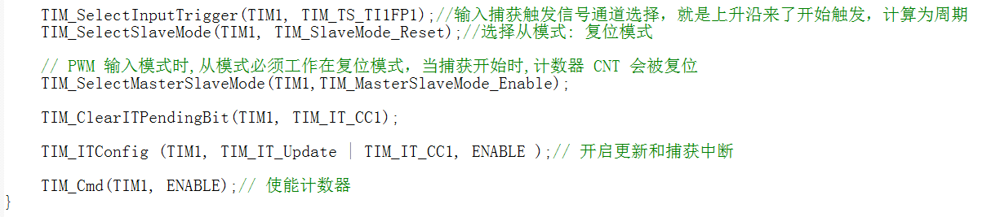 TIM_SelectInputTrigger(TIM1, TIM_TS_TI1FP1);//输入捕获触发信号通道选择，就是上升沿来了开始触发，计算为周期
TIM_SelectSlaveMode(TIM1, TIM_SlaveMode_Reset);//选择从模式: 复位模式
// PWM 输入模式时,从模式必须工作在复位模式，当捕获开始时,计数器 CNT 会被复位
TIM_SelectMasterSlaveMode(TIM1,TIM_MasterSlaveMode_Enable);
TIM_ClearITPendingBit(TIM1, TIM_IT_CC1);
TIM_ITConfig (TIM1, TIM_IT_Update | TIM_IT_CC1, ENABLE );// 开启更新和捕获中断
TIM_Cmd(TIM1, ENABLE);// 使能计数器
}